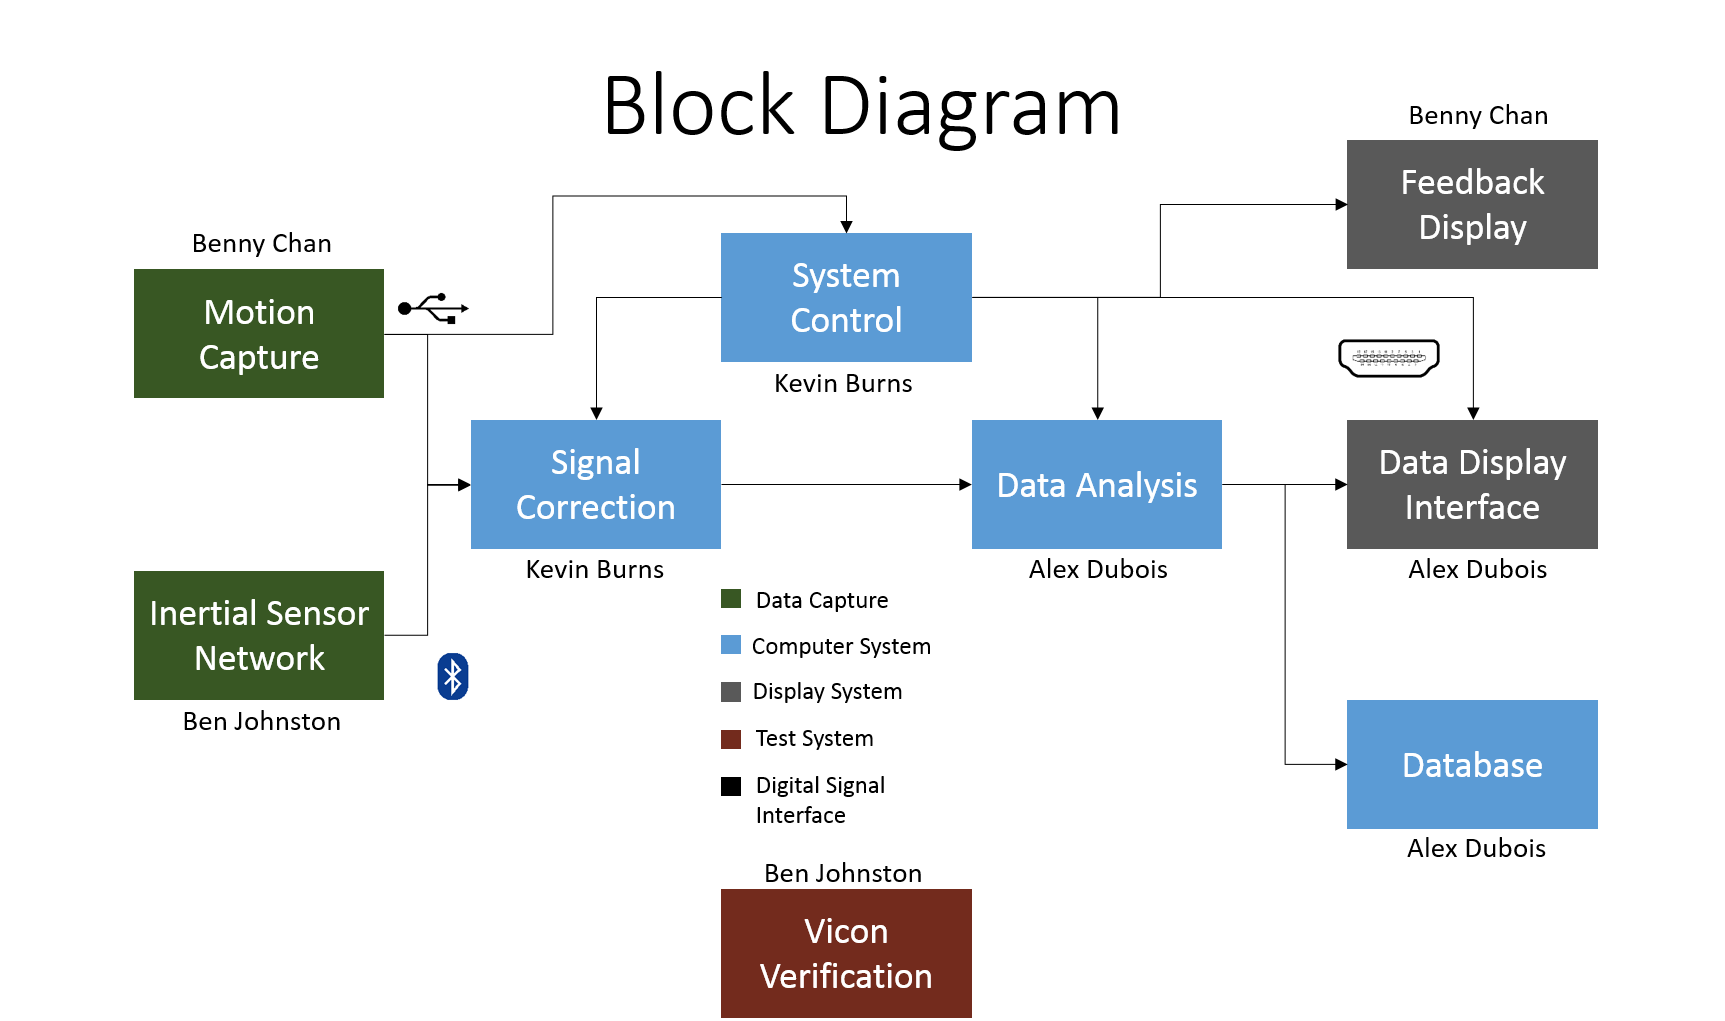 Block Diagram
Benny Chan
Feedback
Display
Benny Chan
Motion
Capture
System
Control
Kevin Burns
Signal
Correction
Kevin Burns
Data Analysis
Alex Dubois
Data Display
Interface
Alex Dubois
Inertial Sensor
Network
Ben Johnston
Data Capture
Computer System
Display System
Test System
Digital Signal
Interface
Database
Alex Dubois
Ben Johnston
Vicon
Verification